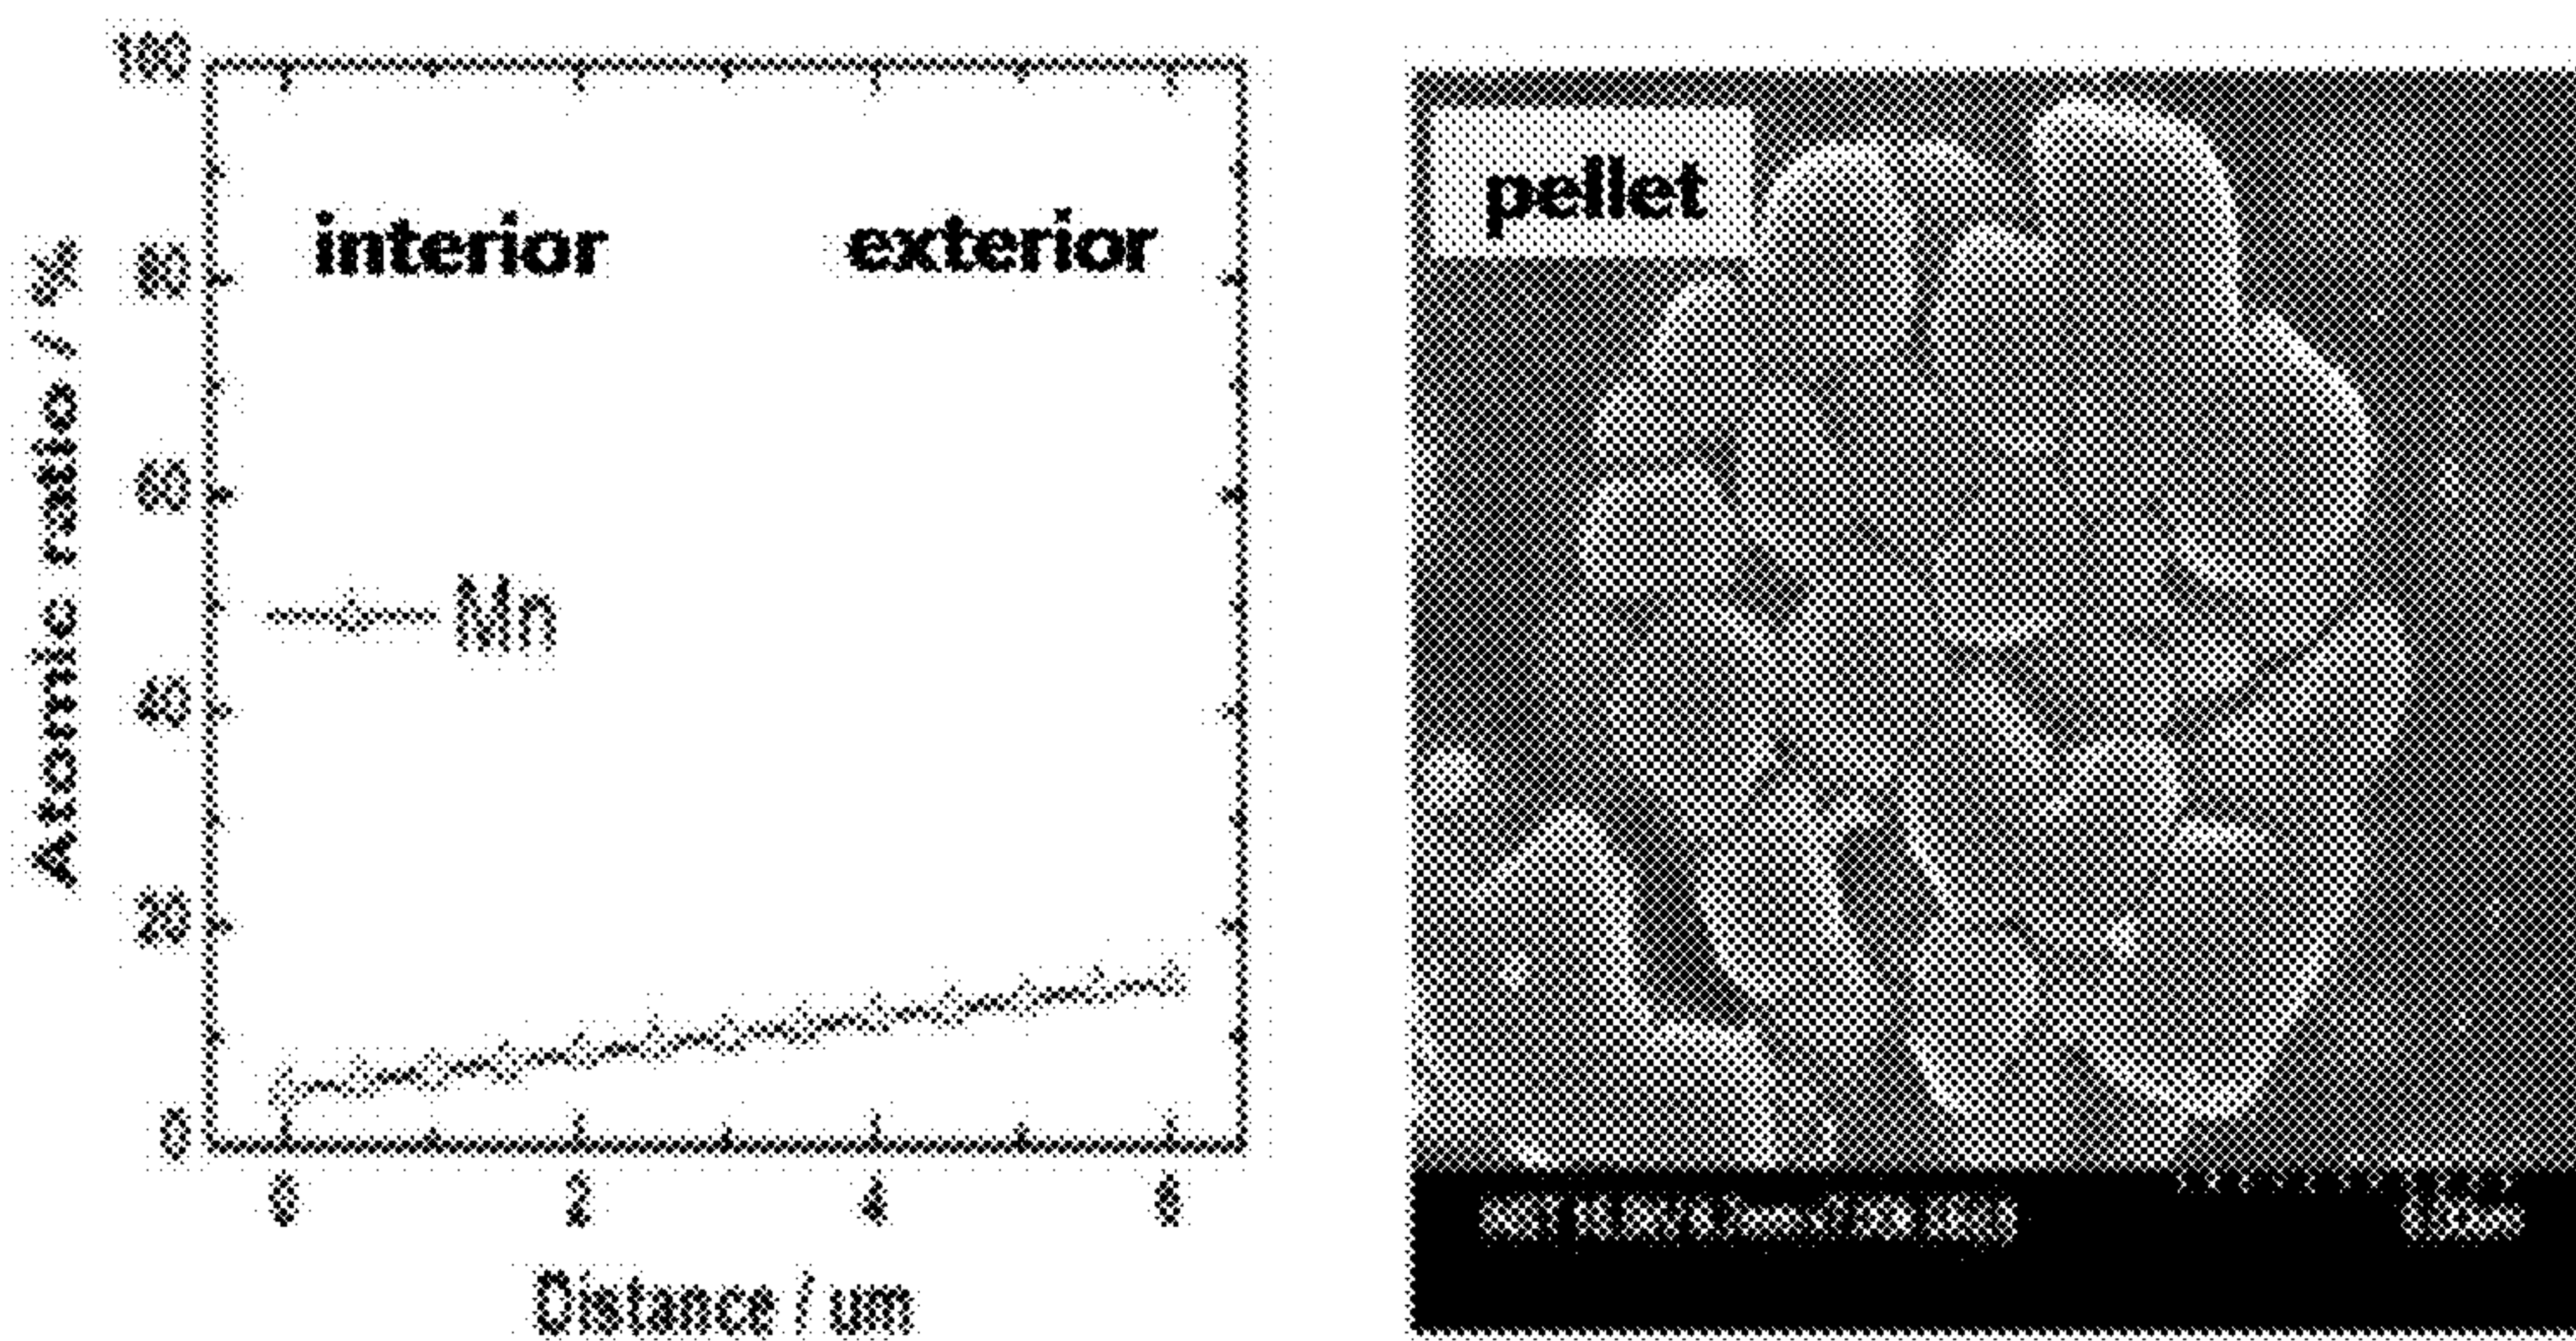 100
80
60
40
20
0
Atomic ratio / %
interior
exterior
Mn
0
2
4
6
Distance / um
pellet